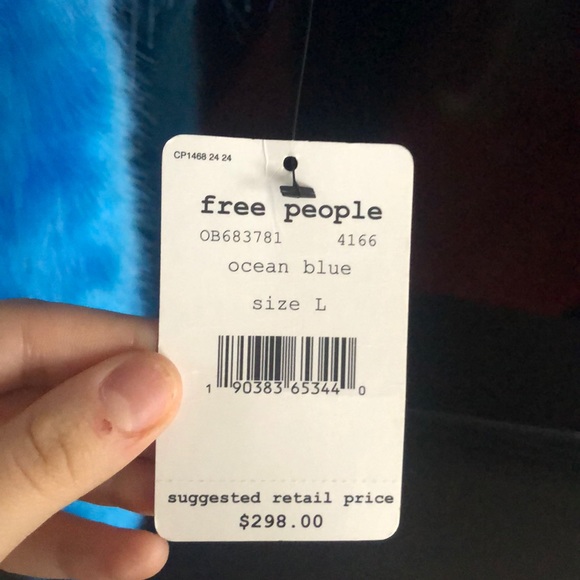 CP1468 24 24
free people
OB683781 4166
ocean blue
size L
1 90383 65344 0
suggested retail price
$298.00